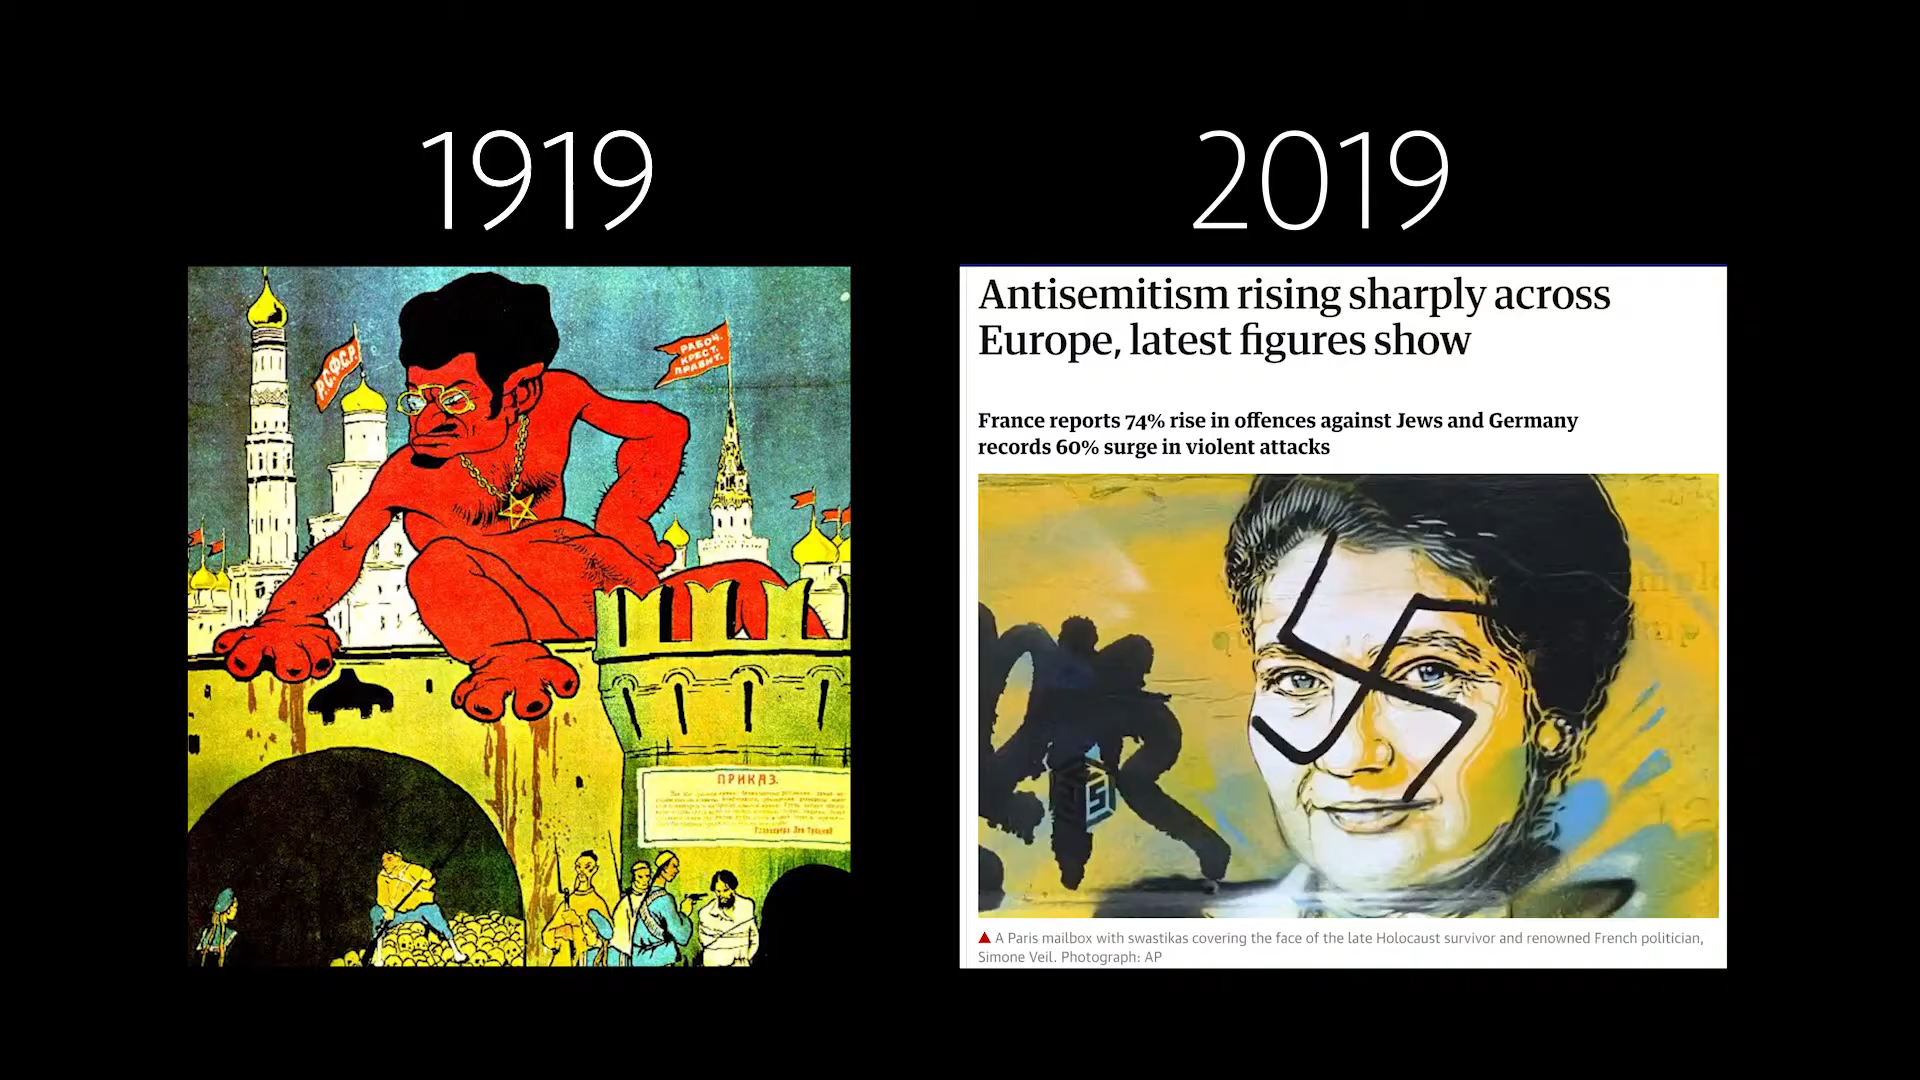 1919
2019
Р.С.Ф.С.Р.
РАБОЧ.
КРЕСТ.
ПРАВИТ.
ПРИКАЗ.
Antisemitism rising sharply across
Europe, latest figures show
France reports 74% rise in offences against Jews and Germany
records 60% surge in violent attacks
A Paris mailbox with swastikas covering the face of the late Holocaust survivor and renowned French politician,
Simone Veil. Photograph: AP